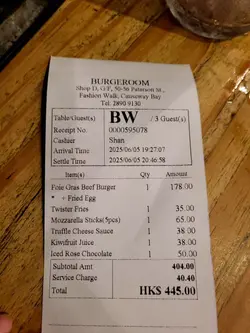 BURGEROOM
Shop D, G/F, 50-56 Paterson St.,
Fashion Walk, Causeway Bay
Tel: 2890 9130
Table/Guest(s) BW / 3 Guest(s)
Receipt No. 0000595078
Cashier Shan
Arrival Time 2025/06/05 19:27:07
Settle Time 2025/06/05 20:46:58
Item(s) Qty Amount
Foie Gras Beef Burger 1 178.00
* + Fried Egg
Twister Fries 1 35.00
Mozzarella Sticks(5pcs) 1 65.00
Truffle Cheese Sauce 1 38.00
Kiwifruit Juice 1 38.00
Iced Rose Chocolate 1 50.00
Subtotal Amt 404.00
Service Charge 40.40
Total HK$ 445.00